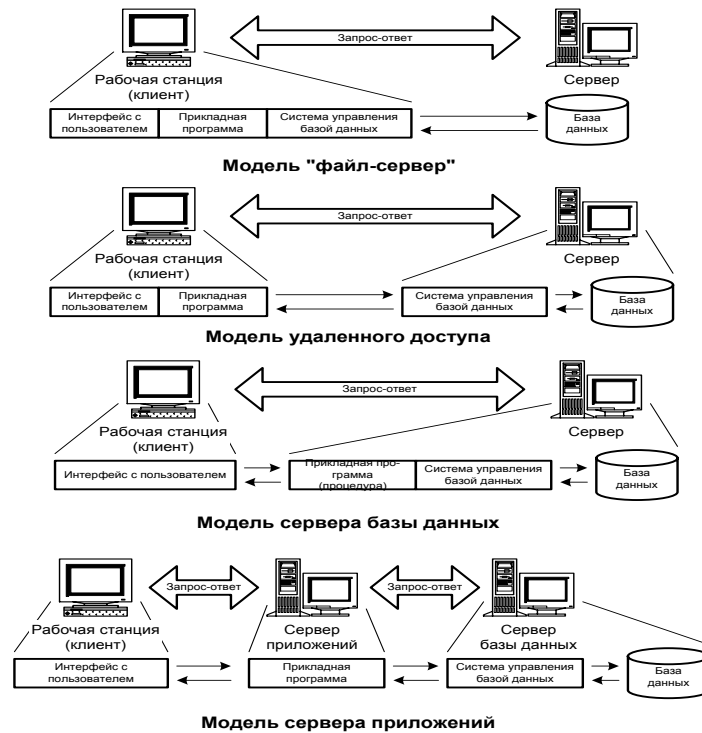 Запрос-ответ
Рабочая станция
(клиент)
Сервер
Интерфейс с
пользователем
Прикладная
программа
Система управления
базой данных
База
данных
Модель "файл-сервер"
Запрос-ответ
Рабочая станция
(клиент)
Сервер
Интерфейс с
пользователем
Прикладная
программа
Система управления
базой данных
База
данных
Модель удаленного доступа
Запрос-ответ
Рабочая станция
(клиент)
Сервер
Интерфейс с пользователем
Прикладная про-
грамма
(процедура)
Система управления
базой данных
База
данных
Модель сервера базы данных
Запрос-ответ
Запрос-ответ
Рабочая станция
(клиент)
Сервер
приложений
Сервер
базы данных
Интерфейс с
пользователем
Прикладная
программа
Система управления
базой данных
База
данных
Модель сервера приложений